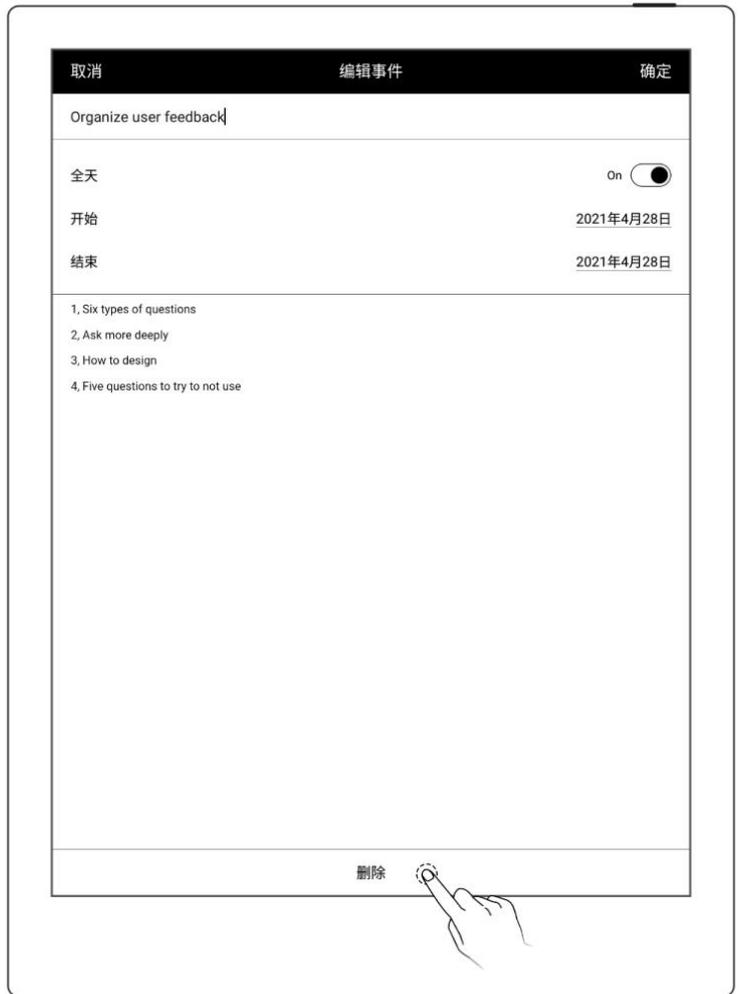 取消 编辑事件 确定
Organize user feedback
全天 On
开始 2021年4月28日
结束 2021年4月28日
1, Six types of questions
2, Ask more deeply
3, How to design
4, Five questions to try to not use
删除